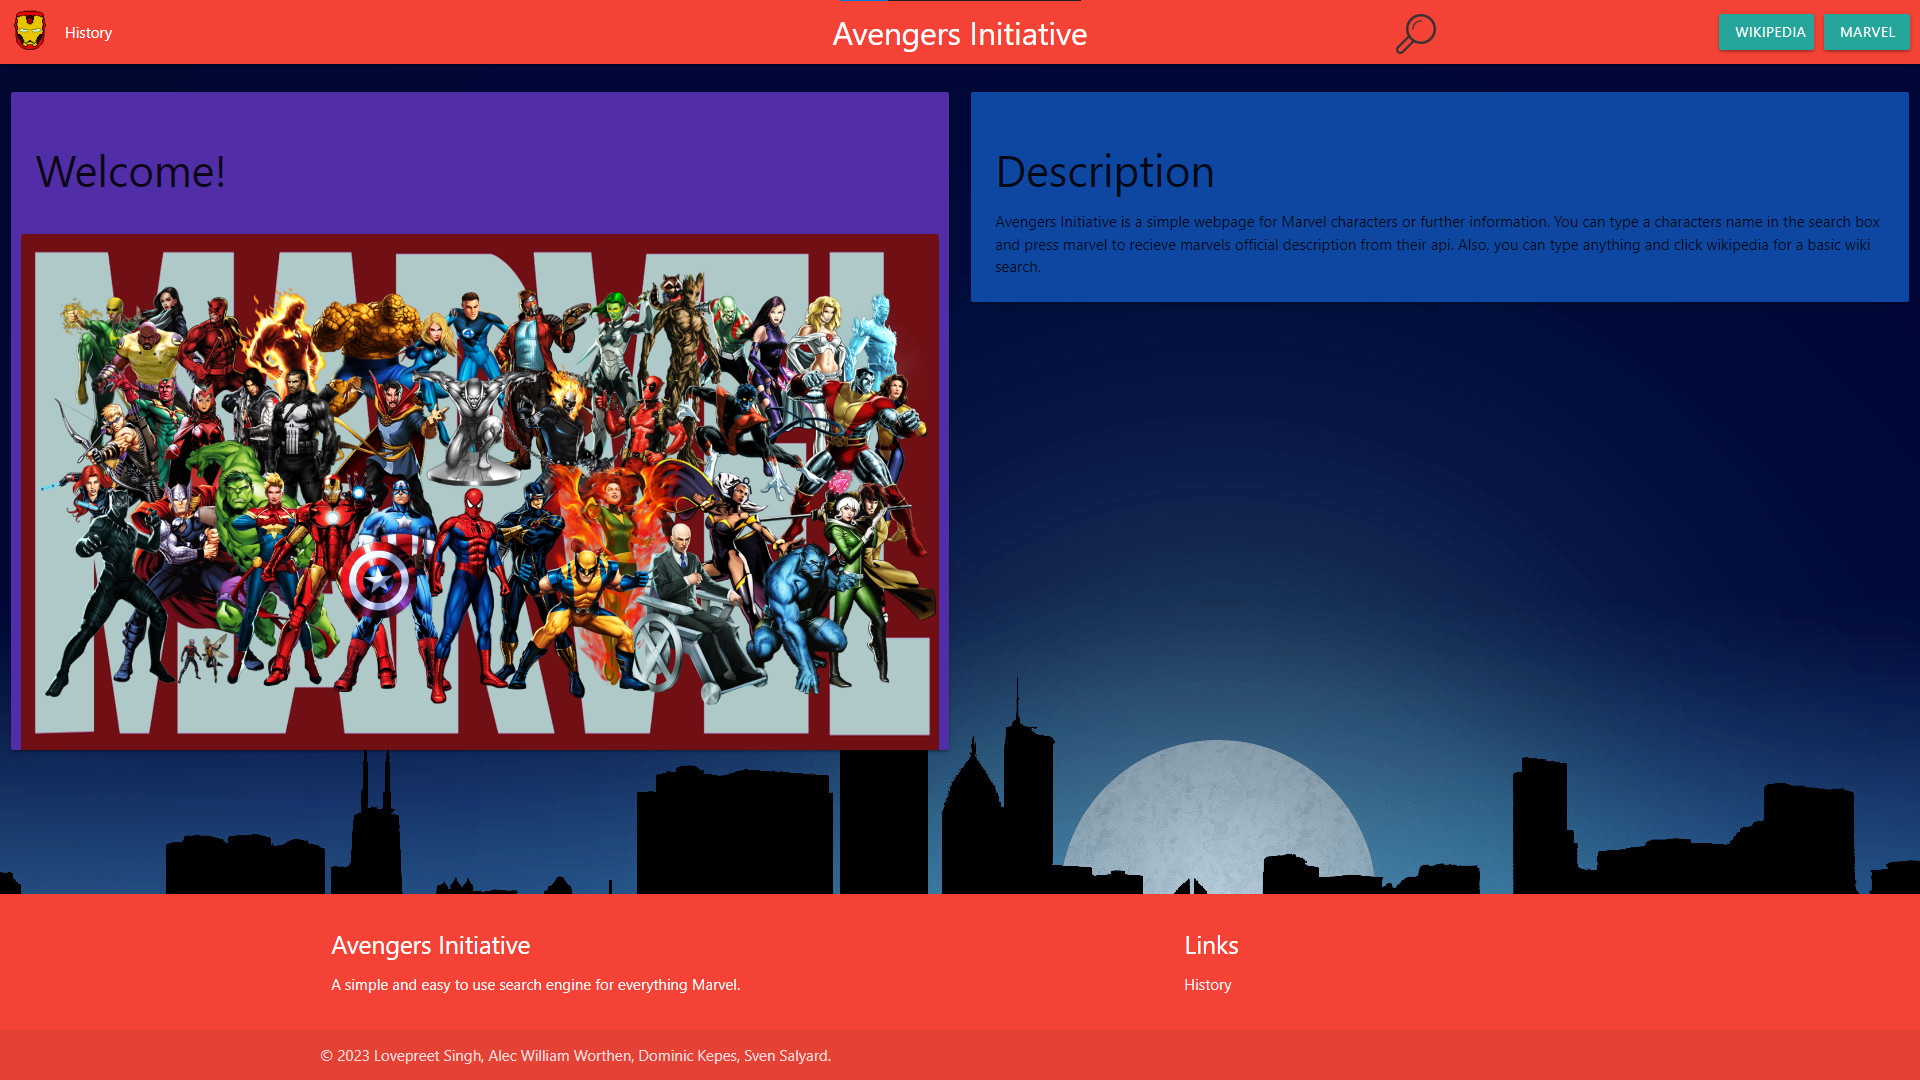 History
Avengers Initiative
WIKIPEDIA
MARVEL
Welcome!
MARVEL
Description
Avengers Initiative is a simple webpage for Marvel characters or further information. You can type a characters name in the search box
and press marvel to recieve marvels official description from their api. Also, you can type anything and click wikipedia for a basic wiki
search.
Avengers Initiative
A simple and easy to use search engine for everything Marvel.
Links
History
© 2023 Lovepreet Singh, Alec William Worthen, Dominic Kepes, Sven Salyard.